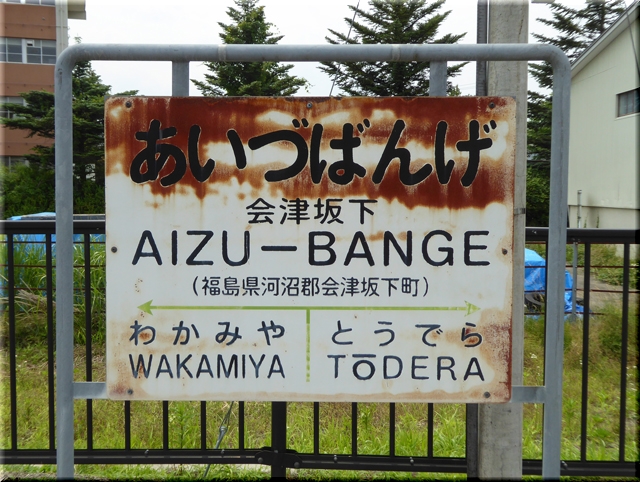 あいづばんげ
会津坂下
AIZU－BANGE
（福島県河沼郡会津坂下町）
わかみや とうでら
WAKAMIYA TŌDERA